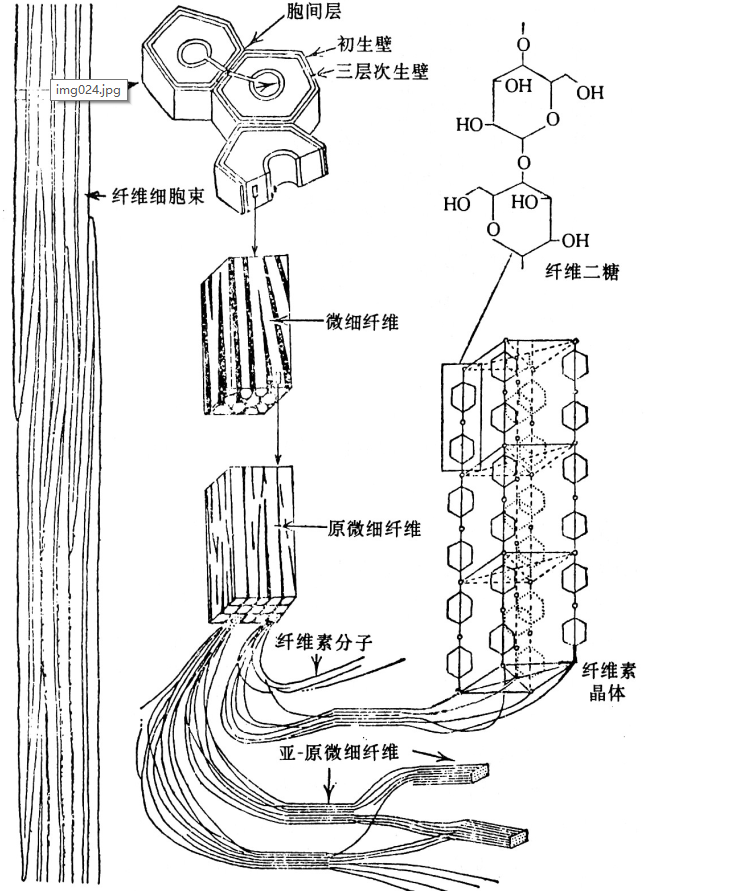 胞间层
初生壁
三层次生壁
img024.jpg
纤维细胞束
O
OH
OH
O
HO
O
HO
HO
O
OH
纤维二糖
微细纤维
原微细纤维
纤维素分子
纤维素
晶体
亚-原微细纤维